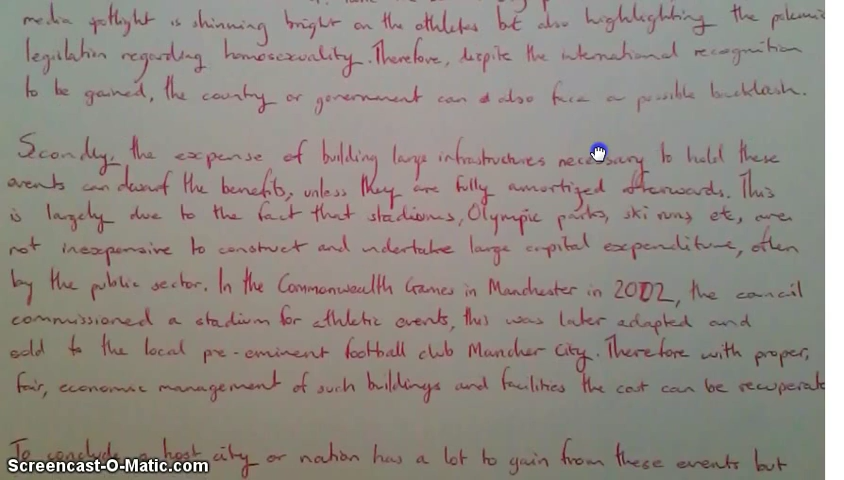 media spotlight is shinning bright on the athletes but also highlighting the polemic
legislation regarding homosexuality. Therefore, despite the international recognition
to be gained, the country or government can also face a possible backlash.
Secondly, the expense of building large infrastructures necessary to hold these
events can dwarf the benefits, unless they are fully amortized afterwards. This
is largely due to the fact that stadiums, Olympic parks, ski runs etc, are
not inexpensive to construct and undertake large capital expenditure, often
by the public sector. In the Commonwealth Games in Manchester in 2002, the council
commissioned a stadium for athletic events, this was later adapted and
sold to the local pre-eminent football club Mancher City. Therefore with proper,
fair, economic management of such buildings and facilities the cost can be recuperate
To conclude a host city or nation has a lot to gain from these events but
Screencast-O-Matic.com